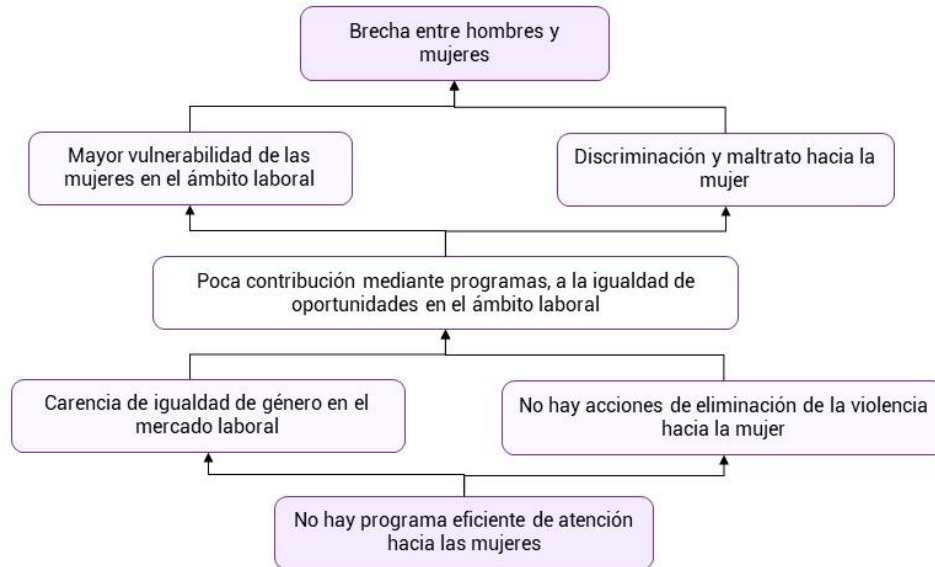 Brecha entre hombres y
mujeres
Mayor vulnerabilidad de las
mujeres en el ámbito laboral
Discriminación y maltrato hacia la
mujer
Poca contribución mediante programas, a la igualdad de
oportunidades en el ámbito laboral
Carencia de igualdad de género en el
mercado laboral
No hay acciones de eliminación de la violencia
hacia la mujer
No hay programa eficiente de atención
hacia las mujeres